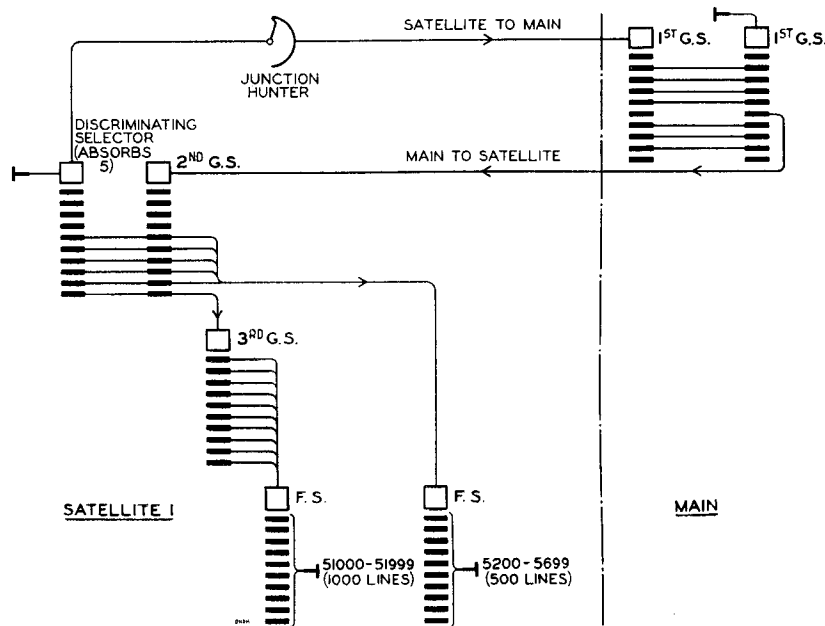 SATELLITE TO MAIN
1ST G.S.
1ST G.S.
JUNCTION
HUNTER
DISCRIMINATING
SELECTOR
(ABSORBS
5)
2ND G.S.
MAIN TO SATELLITE
3RD G.S.
SATELLITE 1
F. S.
F. S.
MAIN
51000-51999
(1000 LINES)
5200-5699
(500 LINES)